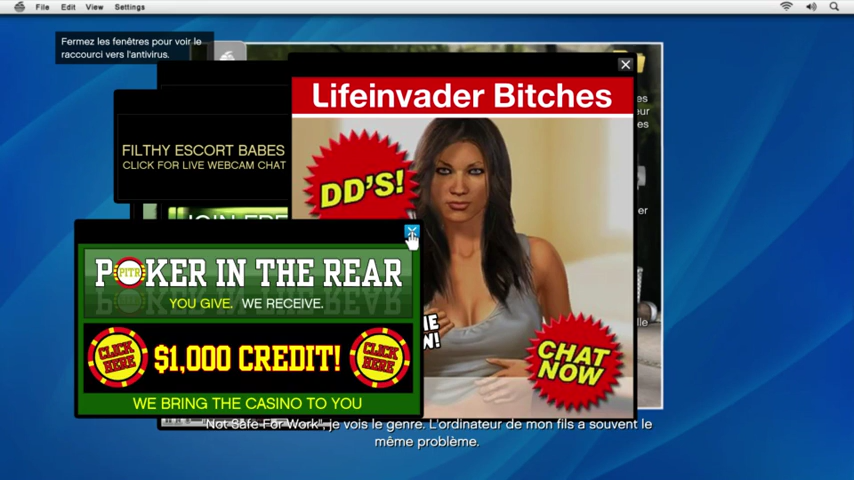 File Edit View Settings
Fermez les fenêtres pour voir le
raccourci vers l'antivirus.
Lifeinvader Bitches
DD'S!
FILTHY ESCORT BABES
CLICK FOR LIVE WEBCAM CHAT
JOIN FREE
POKER IN THE REAR
PITR
YOU GIVE. WE RECEIVE.
CLICK HERE
$1,000 CREDIT!
CLICK HERE
WE BRING THE CASINO TO YOU
CHAT
NOW
"Not Safe For Work", je vois le genre. L'ordinateur de mon fils a souvent le
même problème.